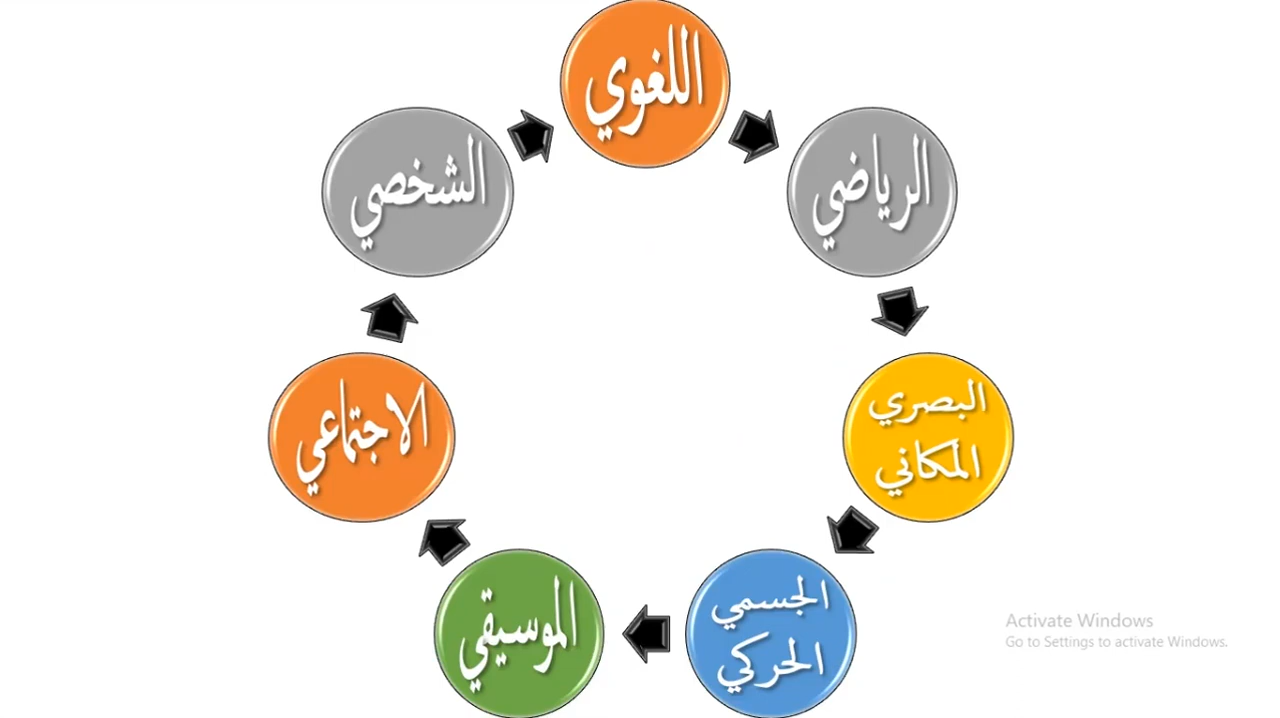 اللغوي
الرياضي
البصري
المكاني
الجسمي
الحركي
الموسيقي
الاجتماعي
الشخصي
Activate Windows
Go to Settings to activate Windows.